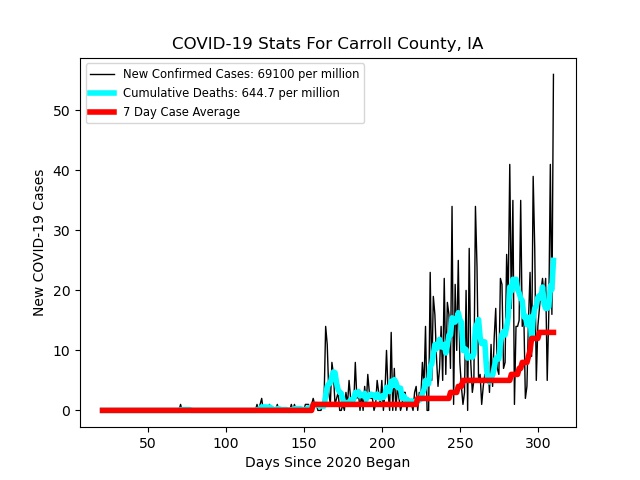 COVID-19 Stats For Carroll County, IA
New Confirmed Cases: 69100 per million
Cumulative Deaths: 644.7 per million
7 Day Case Average
New COVID-19 Cases
50
40
30
20
10
0
50 100 150 200 250 300
Days Since 2020 Began